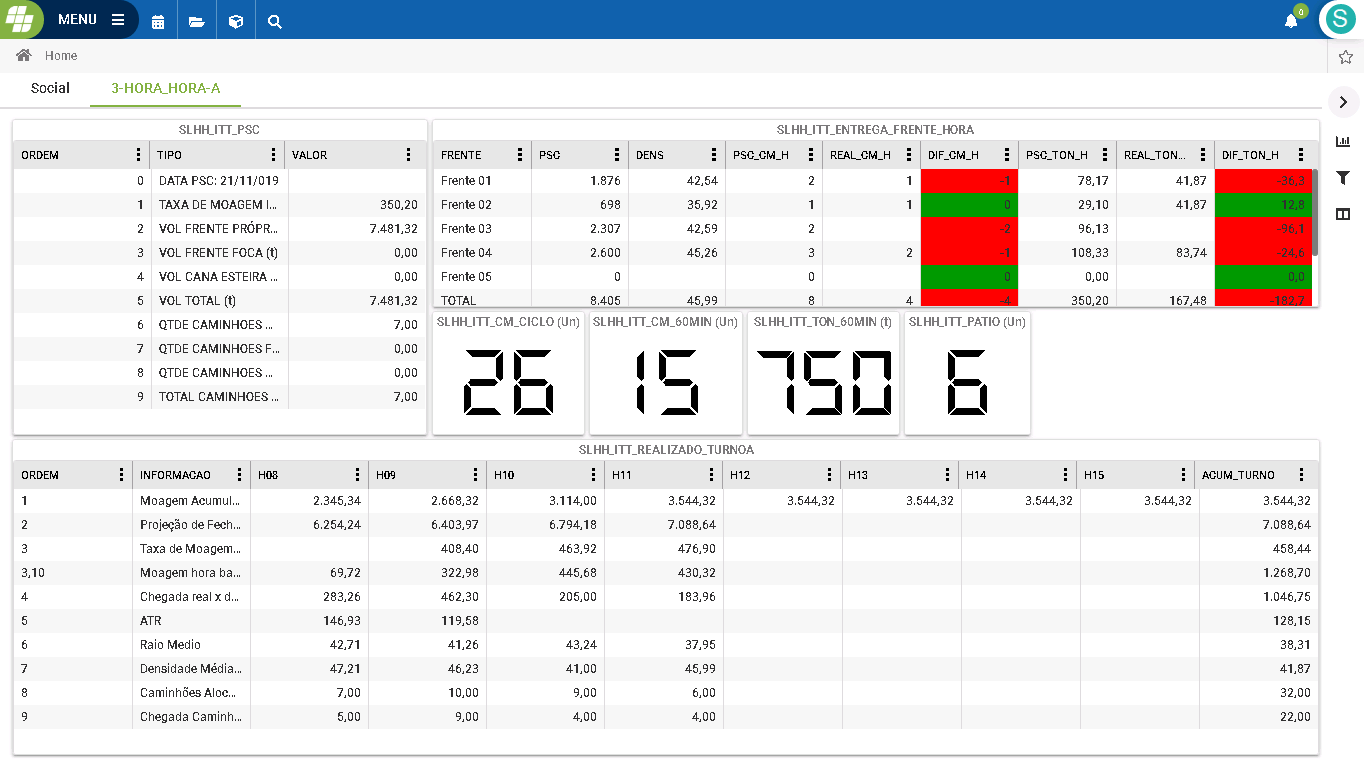 MENU
0
S
Home
Social 3-HORA_HORA-A
SLHH_ITT_PSC
ORDEM TIPO VALOR
0 DATA PSC: 21/11/019
1 TAXA DE MOAGEM I... 350,20
2 VOL FRENTE PRÓPR... 7.481,32
3 VOL FRENTE FOCA (t) 0,00
4 VOL CANA ESTEIRA ... 0,00
5 VOL TOTAL (t) 7.481,32
6 QTDE CAMINHOES ... 7,00
7 QTDE CAMINHOES F... 0,00
8 QTDE CAMINHOES ... 0,00
9 TOTAL CAMINHOES ... 7,00
SLHH_ITT_ENTREGA_FRENTE_HORA
FRENTE PSC DENS PSC_CM_H REAL_CM_H DIF_CM_H PSC_TON_H REAL_TON... DIF_TON_H
Frente 01 1.876 42,54 2 1 -1 78,17 41,87 -36,3
Frente 02 698 35,92 1 1 0 29,10 41,87 12,8
Frente 03 2.307 42,59 2 -2 96,13 -96,1
Frente 04 2.600 45,26 3 2 -1 108,33 83,74 -24,6
Frente 05 0 0 0 0,00 0,0
TOTAL 8.405 45,99 8 4 -4 350,20 167,48 -182,7
SLHH_ITT_CM_CICLO (Un) SLHH_ITT_CM_60MIN (Un) SLHH_ITT_TON_60MIN (t) SLHH_ITT_PATIO (Un)
26 15 750 6
SLHH_ITT_REALIZADO_TURNOA
ORDEM INFORMACAO H08 H09 H10 H11 H12 H13 H14 H15 ACUM_TURNO
1 Moagem Acumul... 2.345,34 2.668,32 3.114,00 3.544,32 3.544,32 3.544,32 3.544,32 3.544,32 3.544,32
2 Projeção de Fech... 6.254,24 6.403,97 6.794,18 7.088,64 7.088,64
3 Taxa de Moagem... 408,40 463,92 476,90 458,44
3,10 Moagem hora ba... 69,72 322,98 445,68 430,32 1.268,70
4 Chegada real x d... 283,26 462,30 205,00 183,96 1.046,75
5 ATR 146,93 119,58 128,15
6 Raio Medio 42,71 41,26 43,24 37,95 38,31
7 Densidade Média... 47,21 46,23 41,00 45,99 41,87
8 Caminhões Aloc... 7,00 10,00 9,00 6,00 32,00
9 Chegada Caminh... 5,00 9,00 4,00 4,00 22,00